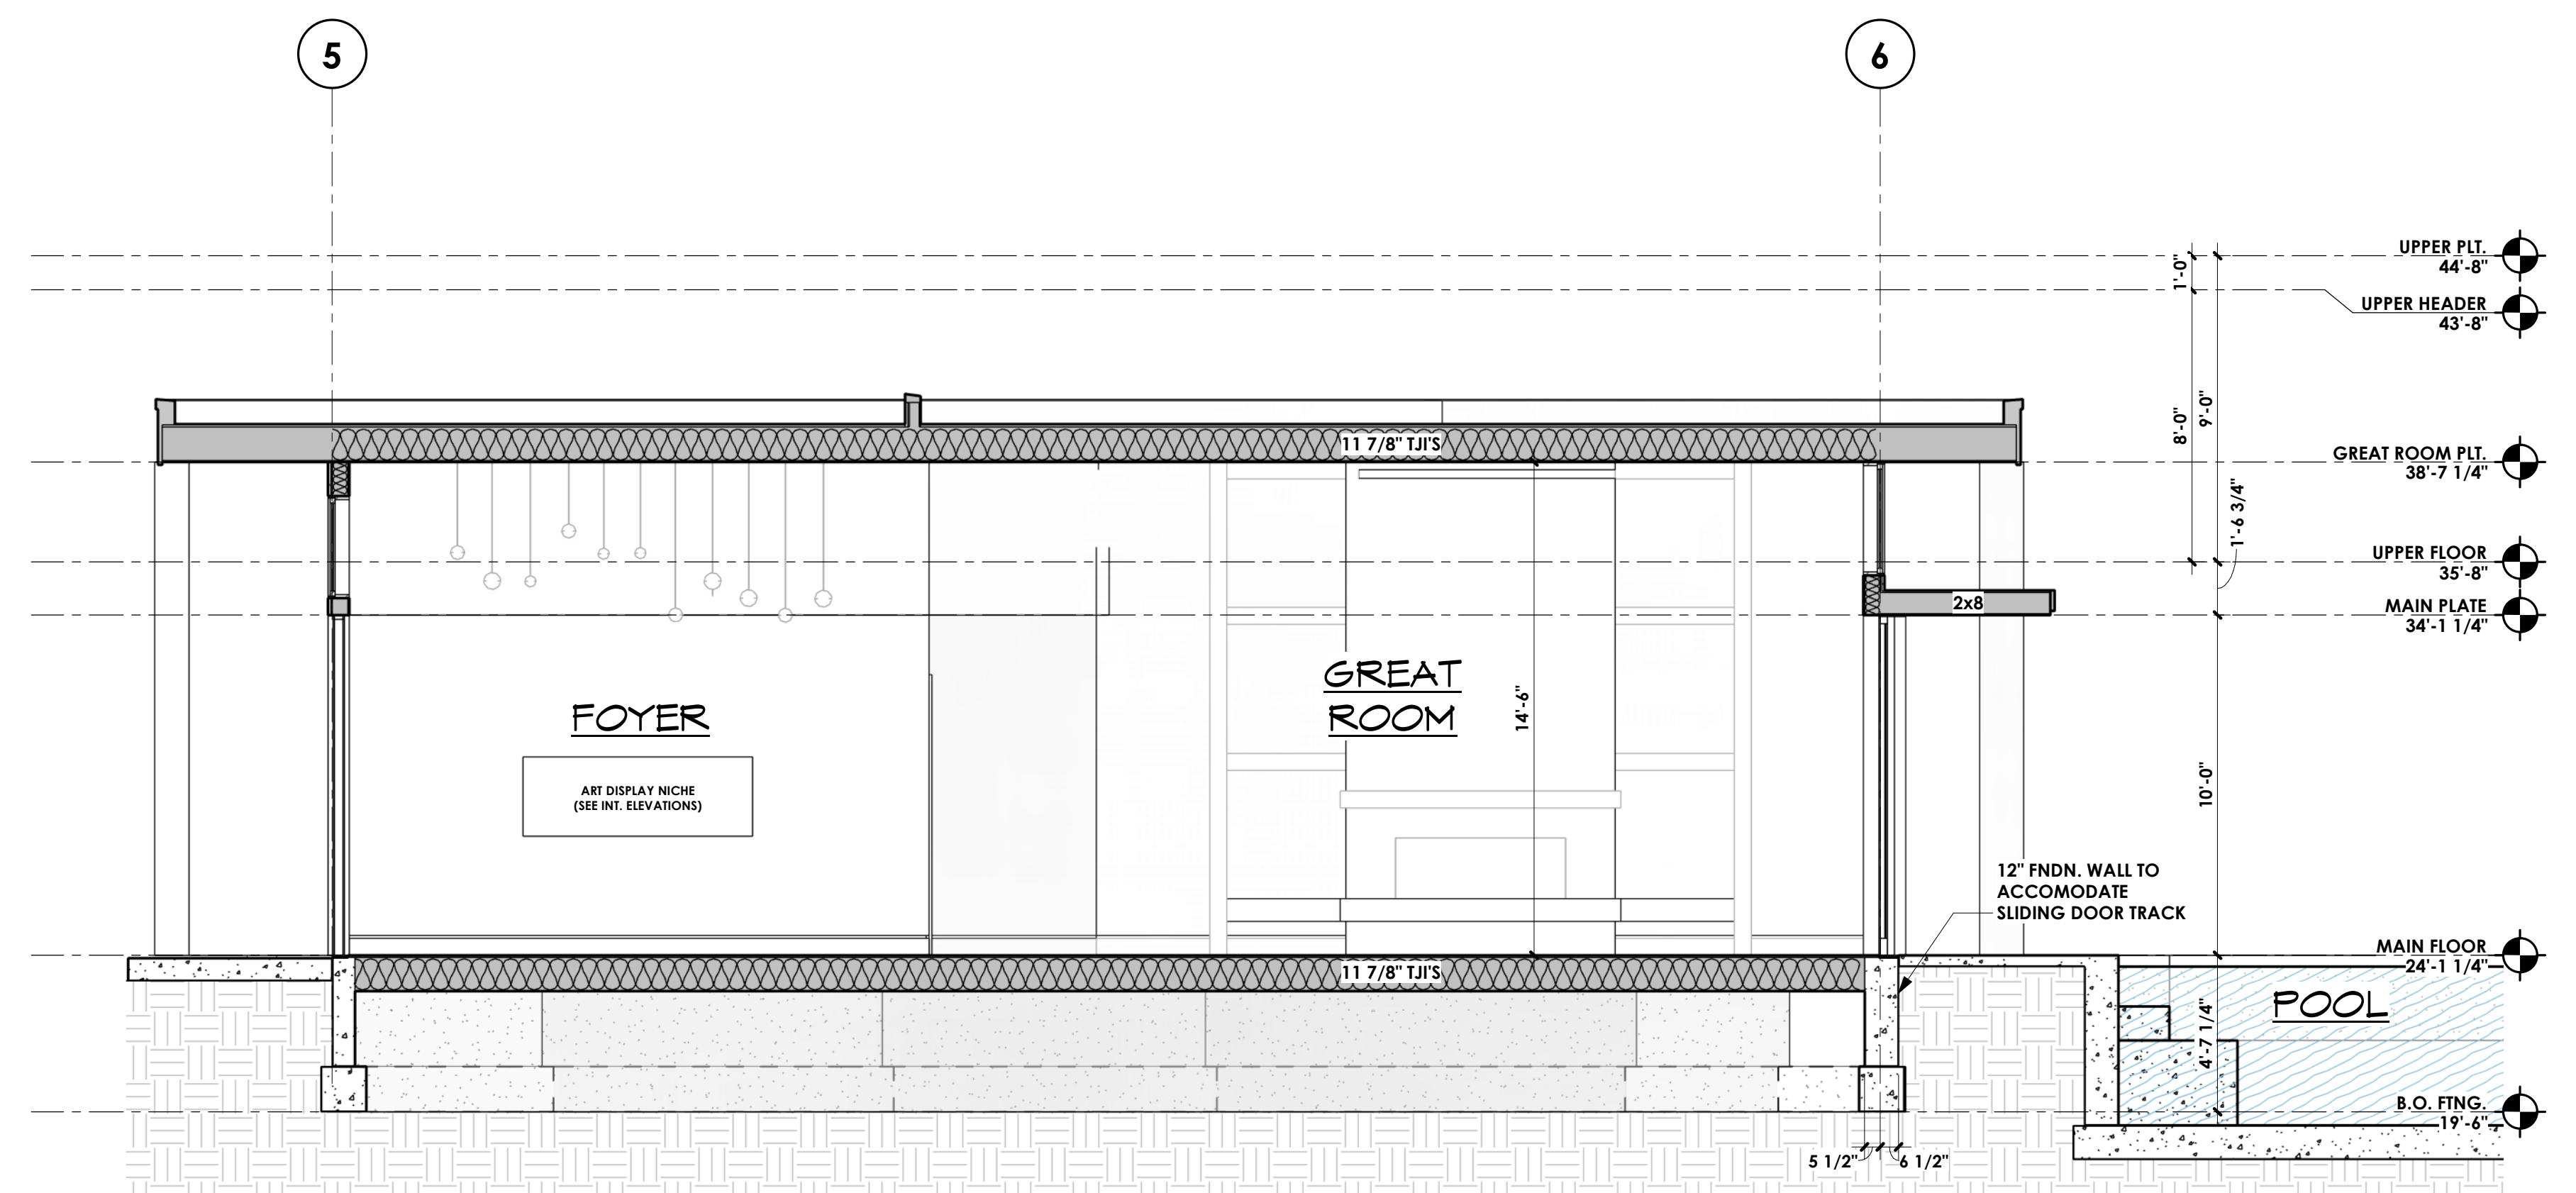 5
6
UPPER PLT.
44'-8"
1'-0"
UPPER HEADER
43'-8"
8'-0"
9'-0"
11 7/8" TJI'S
GREAT ROOM PLT.
38'-7 1/4"
1'-6 3/4"
UPPER FLOOR
35'-8"
2x8
MAIN PLATE
34'-1 1/4"
FOYER
GREAT
ROOM
14'-6"
ART DISPLAY NICHE
(SEE INT. ELEVATIONS)
10'-0"
12" FNDN. WALL TO
ACCOMODATE
SLIDING DOOR TRACK
MAIN FLOOR
24'-1 1/4"
11 7/8" TJI'S
POOL
4'-7 1/4"
B.O. FTNG.
19'-6"
5 1/2"
6 1/2"